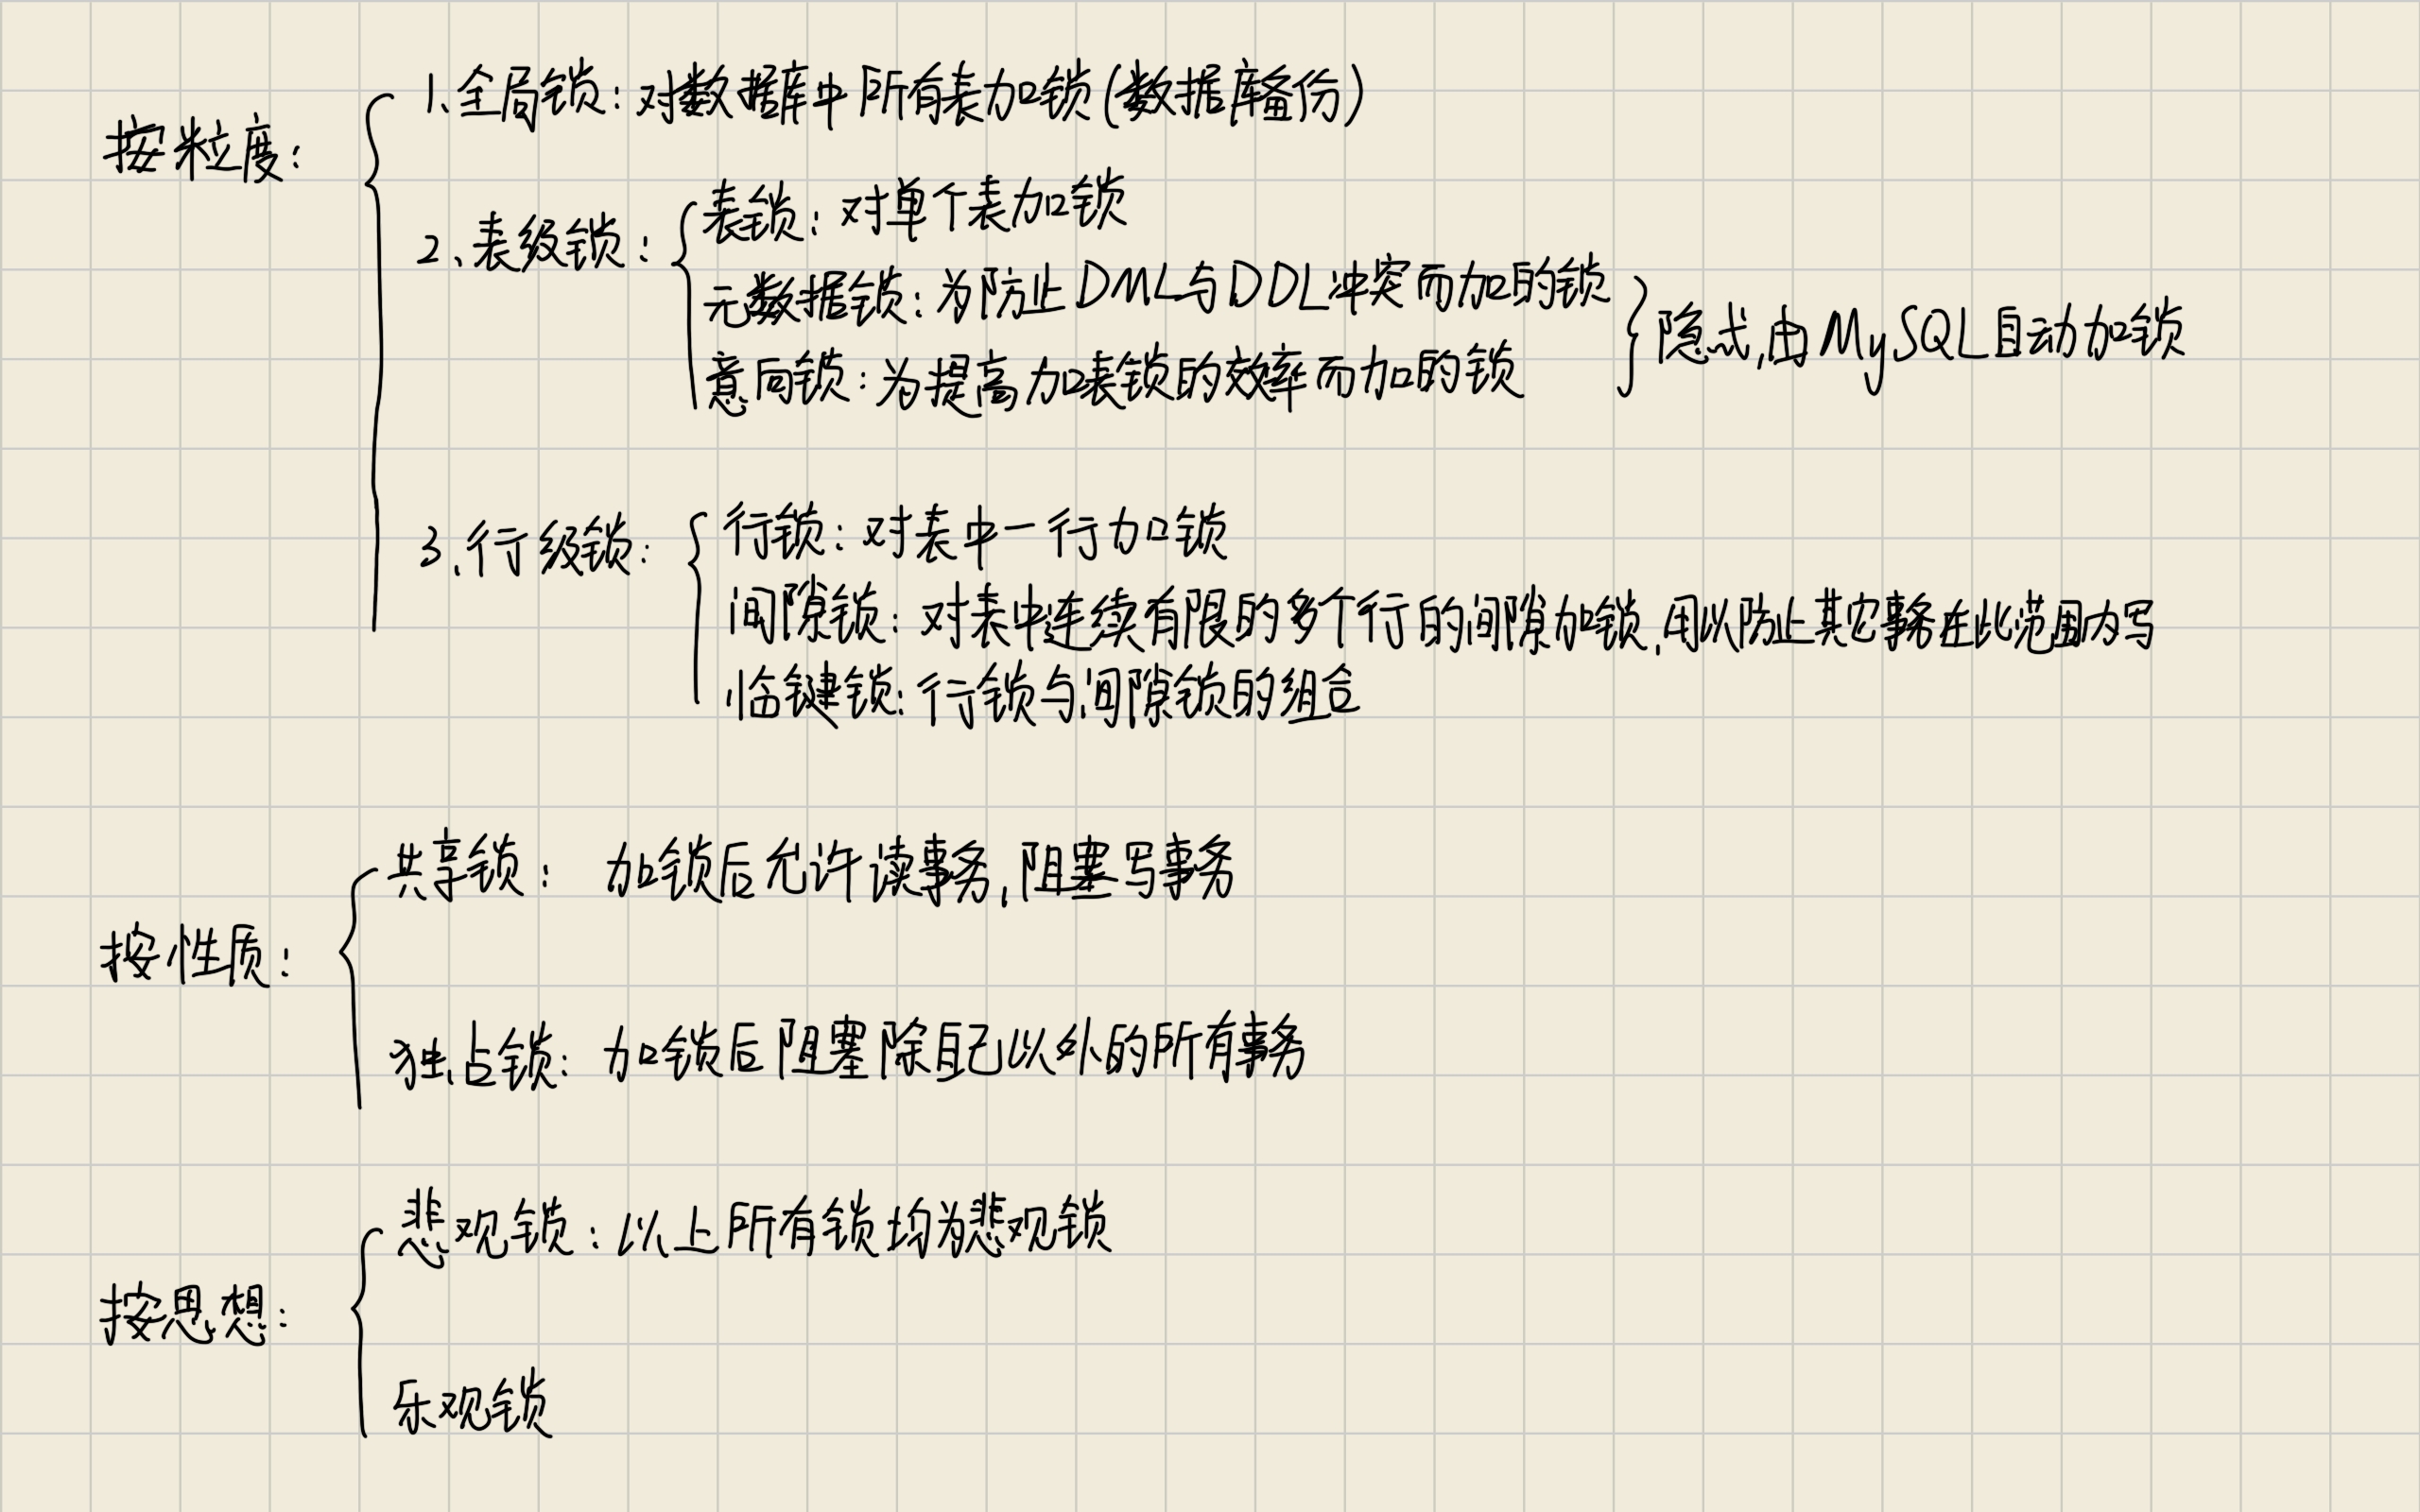 按粒度:
1、全局锁:对数据库中所有表加锁(数据库备份)
2、表级锁:
表锁:对单个表加锁
元数据锁:为防止DML与DDL冲突而加的锁
意向锁:为提高加表锁的效率而加的锁
隐式,由MySQL自动加锁
3、行级锁:
行锁:对表中一行加锁
间隙锁:对表中连续有限的多个行的间隙加锁,用以防止其它事务在此范围内写
临键锁:行锁与间隙锁的组合
按性质:
共享锁: 加锁后允许读事务,阻塞写事务
独占锁:加锁后阻塞除自己以外的所有事务
按思想:
悲观锁:以上所有锁均为悲观锁
乐观锁